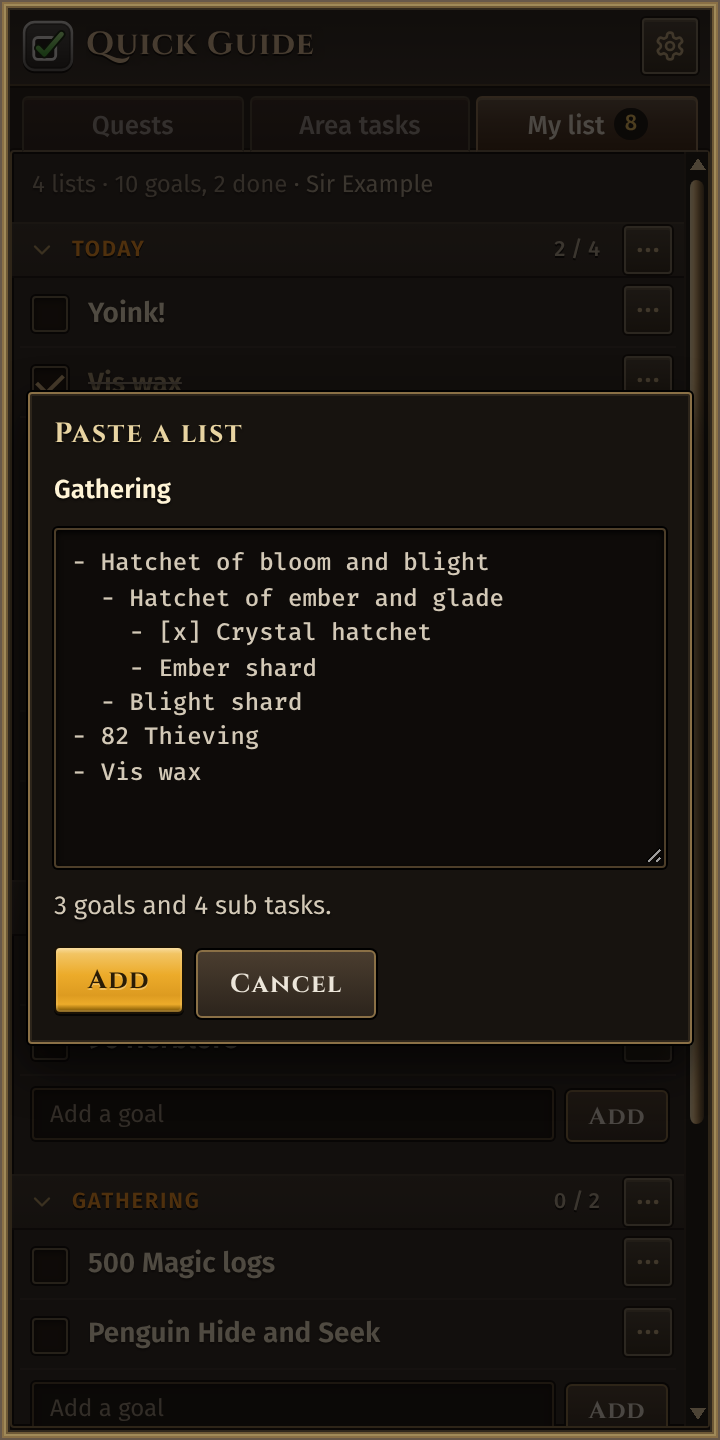 Quick Guide
Quests
Area tasks
My list 8
4 lists · 10 goals, 2 done · Sir Example
TODAY
2 / 4
Yoink!
Vis wax
Paste a list
Gathering
- Hatchet of bloom and blight
  - Hatchet of ember and glade
    - [x] Crystal hatchet
    - Ember shard
  - Blight shard
- 82 Thieving
- Vis wax
3 goals and 4 sub tasks.
Add
Cancel
Add a goal
Add
GATHERING
0 / 2
500 Magic logs
Penguin Hide and Seek
Add a goal
Add